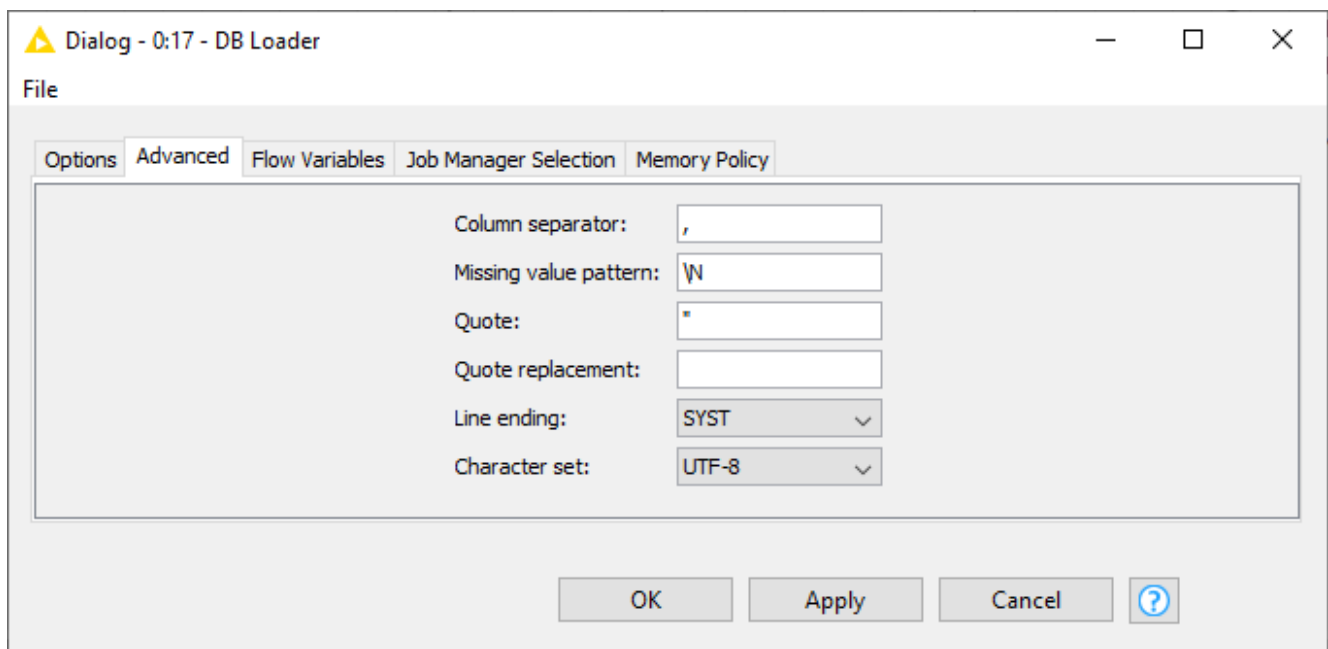 Dialog - 0:17 - DB Loader
File
Options Advanced Flow Variables Job Manager Selection Memory Policy
Column separator: ,
Missing value pattern: \N
Quote: "
Quote replacement:
Line ending: SYST
Character set: UTF-8
OK Apply Cancel ?